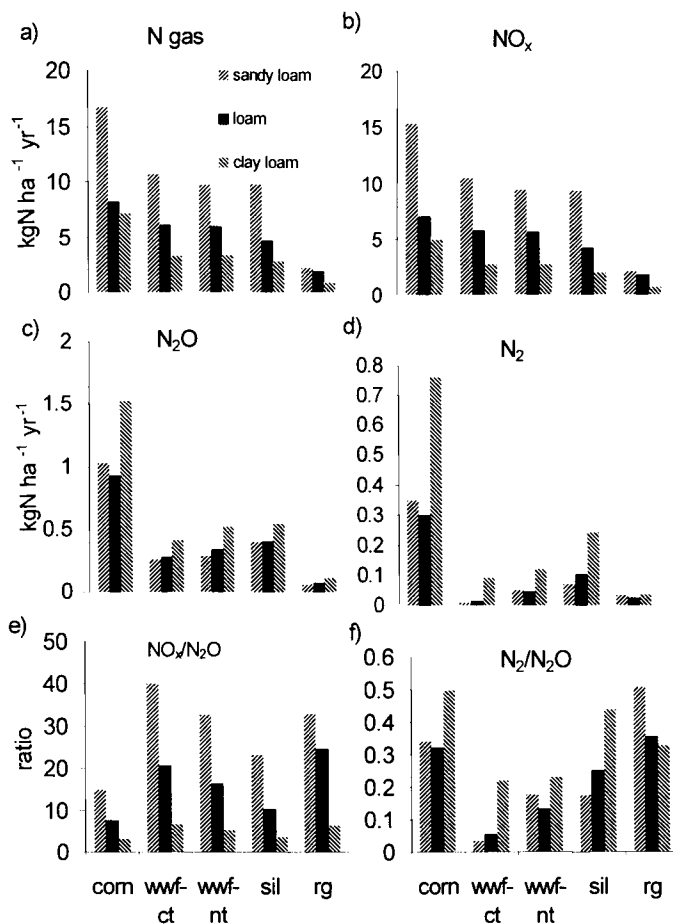 a) N gas
b) NOx
sandy loam
loam
clay loam
kgN ha⁻¹ yr⁻¹
20
15
10
5
0
20
15
10
5
0
c) N₂O
d) N₂
kgN ha⁻¹ yr⁻¹
2
1.5
1
0.5
0
0.8
0.7
0.6
0.5
0.4
0.3
0.2
0.1
0
e) NOx/N₂O
f) N₂/N₂O
ratio
50
40
30
20
10
0
0.6
0.5
0.4
0.3
0.2
0.1
0
corn wwf- wwf- sil rg
ct nt
corn wwf- wwf- sil rg
ct nt